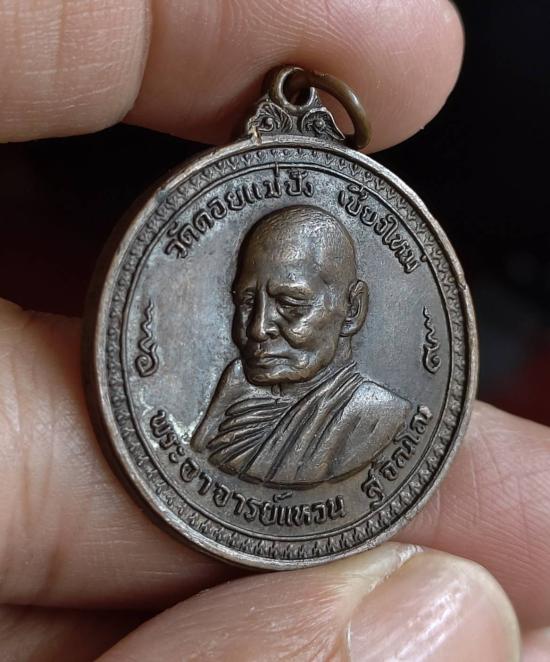 วัดดอยแม่ปั๋ง เชียงใหม่
พระอาจารย์แหวน สุจิณฺโณ